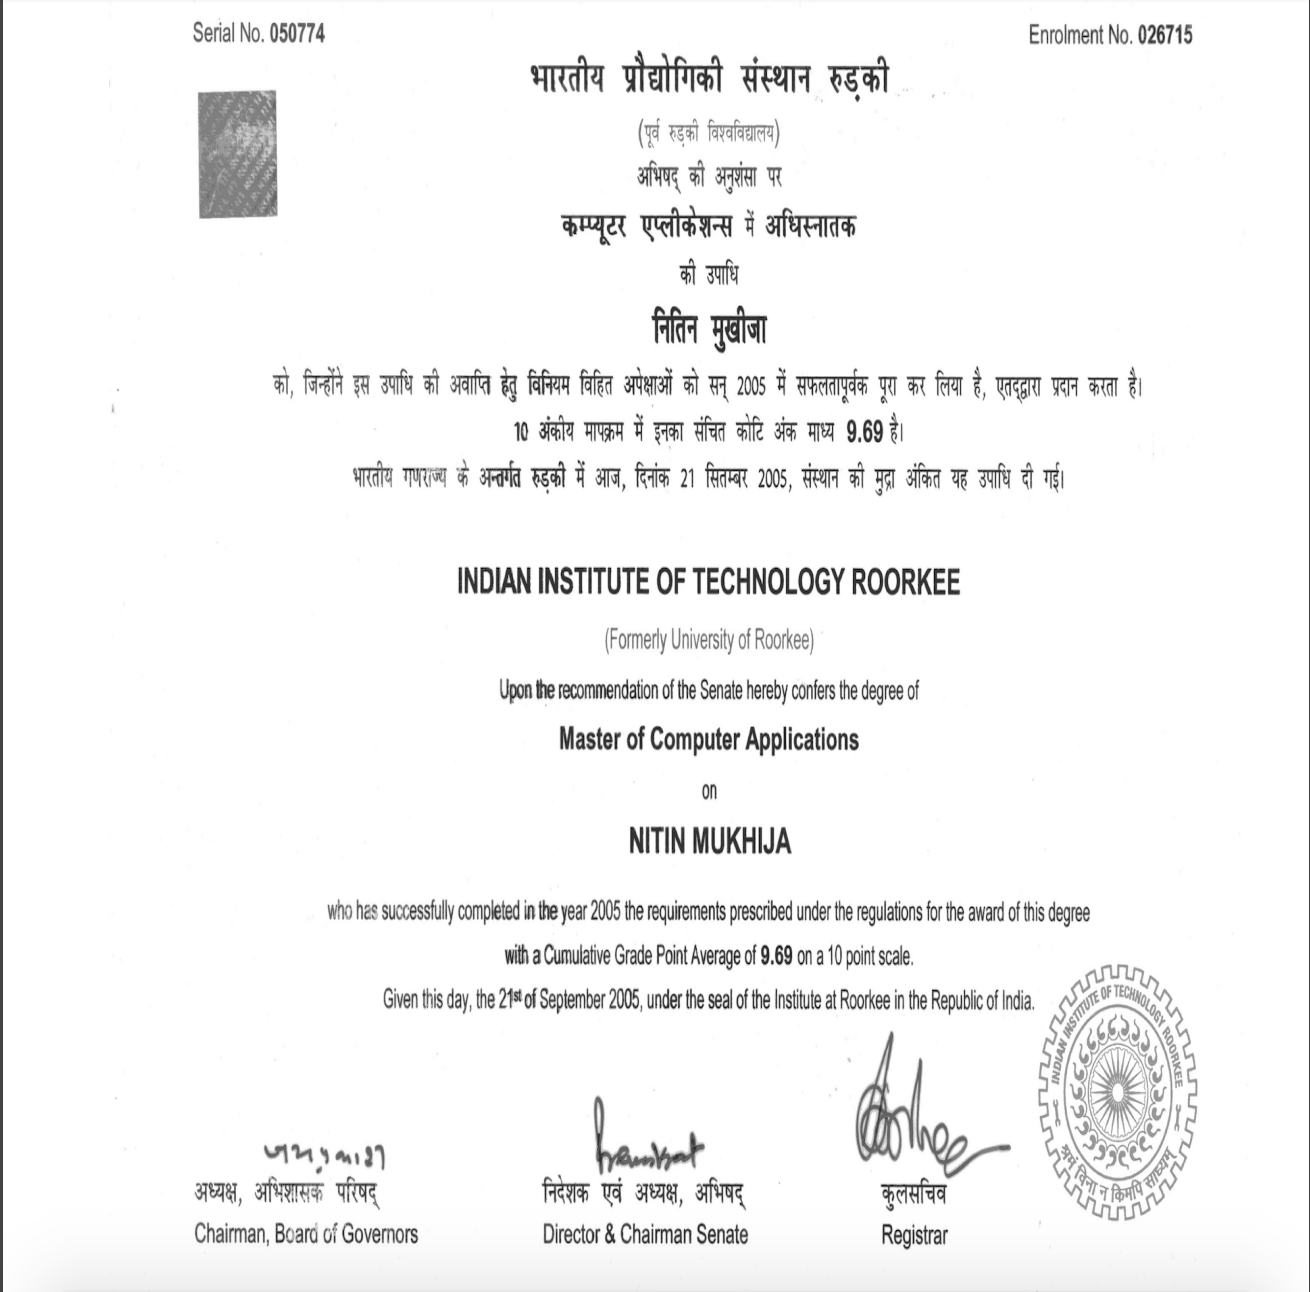 Serial No. 050774
Enrolment No. 026715
भारतीय प्रौद्योगिकी संस्थान रुड़की
(पूर्व रुड़की विश्वविद्यालय)
अभिषद् की अनुशंसा पर
कम्प्यूटर एप्लीकेशन्स में अधिस्नातक
की उपाधि
नितिन मुखीजा
को, जिन्होंने इस उपाधि की अवाप्ति हेतु विनियम विहित अपेक्षाओं को सन् 2005 में सफलतापूर्वक पूरा कर लिया है, एतद्द्वारा प्रदान करता है।
10 अंकीय मापक्रम में इनका संचित कोटि अंक माध्य 9.69 है।
भारतीय गणराज्य के अन्तर्गत रुड़की में आज, दिनांक 21 सितम्बर 2005, संस्थान की मुद्रा अंकित यह उपाधि दी गई।
INDIAN INSTITUTE OF TECHNOLOGY ROORKEE
(Formerly University of Roorkee)
Upon the recommendation of the Senate hereby confers the degree of
Master of Computer Applications
on
NITIN MUKHIJA
who has successfully completed in the year 2005 the requirements prescribed under the regulations for the award of this degree
with a Cumulative Grade Point Average of 9.69 on a 10 point scale.
Given this day, the 21st of September 2005, under the seal of the Institute at Roorkee in the Republic of India.
INDIAN INSTITUTE OF TECHNOLOGY ROORKEE
श्रमं विना न किमपि साध्यम्
अध्यक्ष, अभिशासक परिषद्
निदेशक एवं अध्यक्ष, अभिषद्
कुलसचिव
Chairman, Board of Governors
Director & Chairman Senate
Registrar